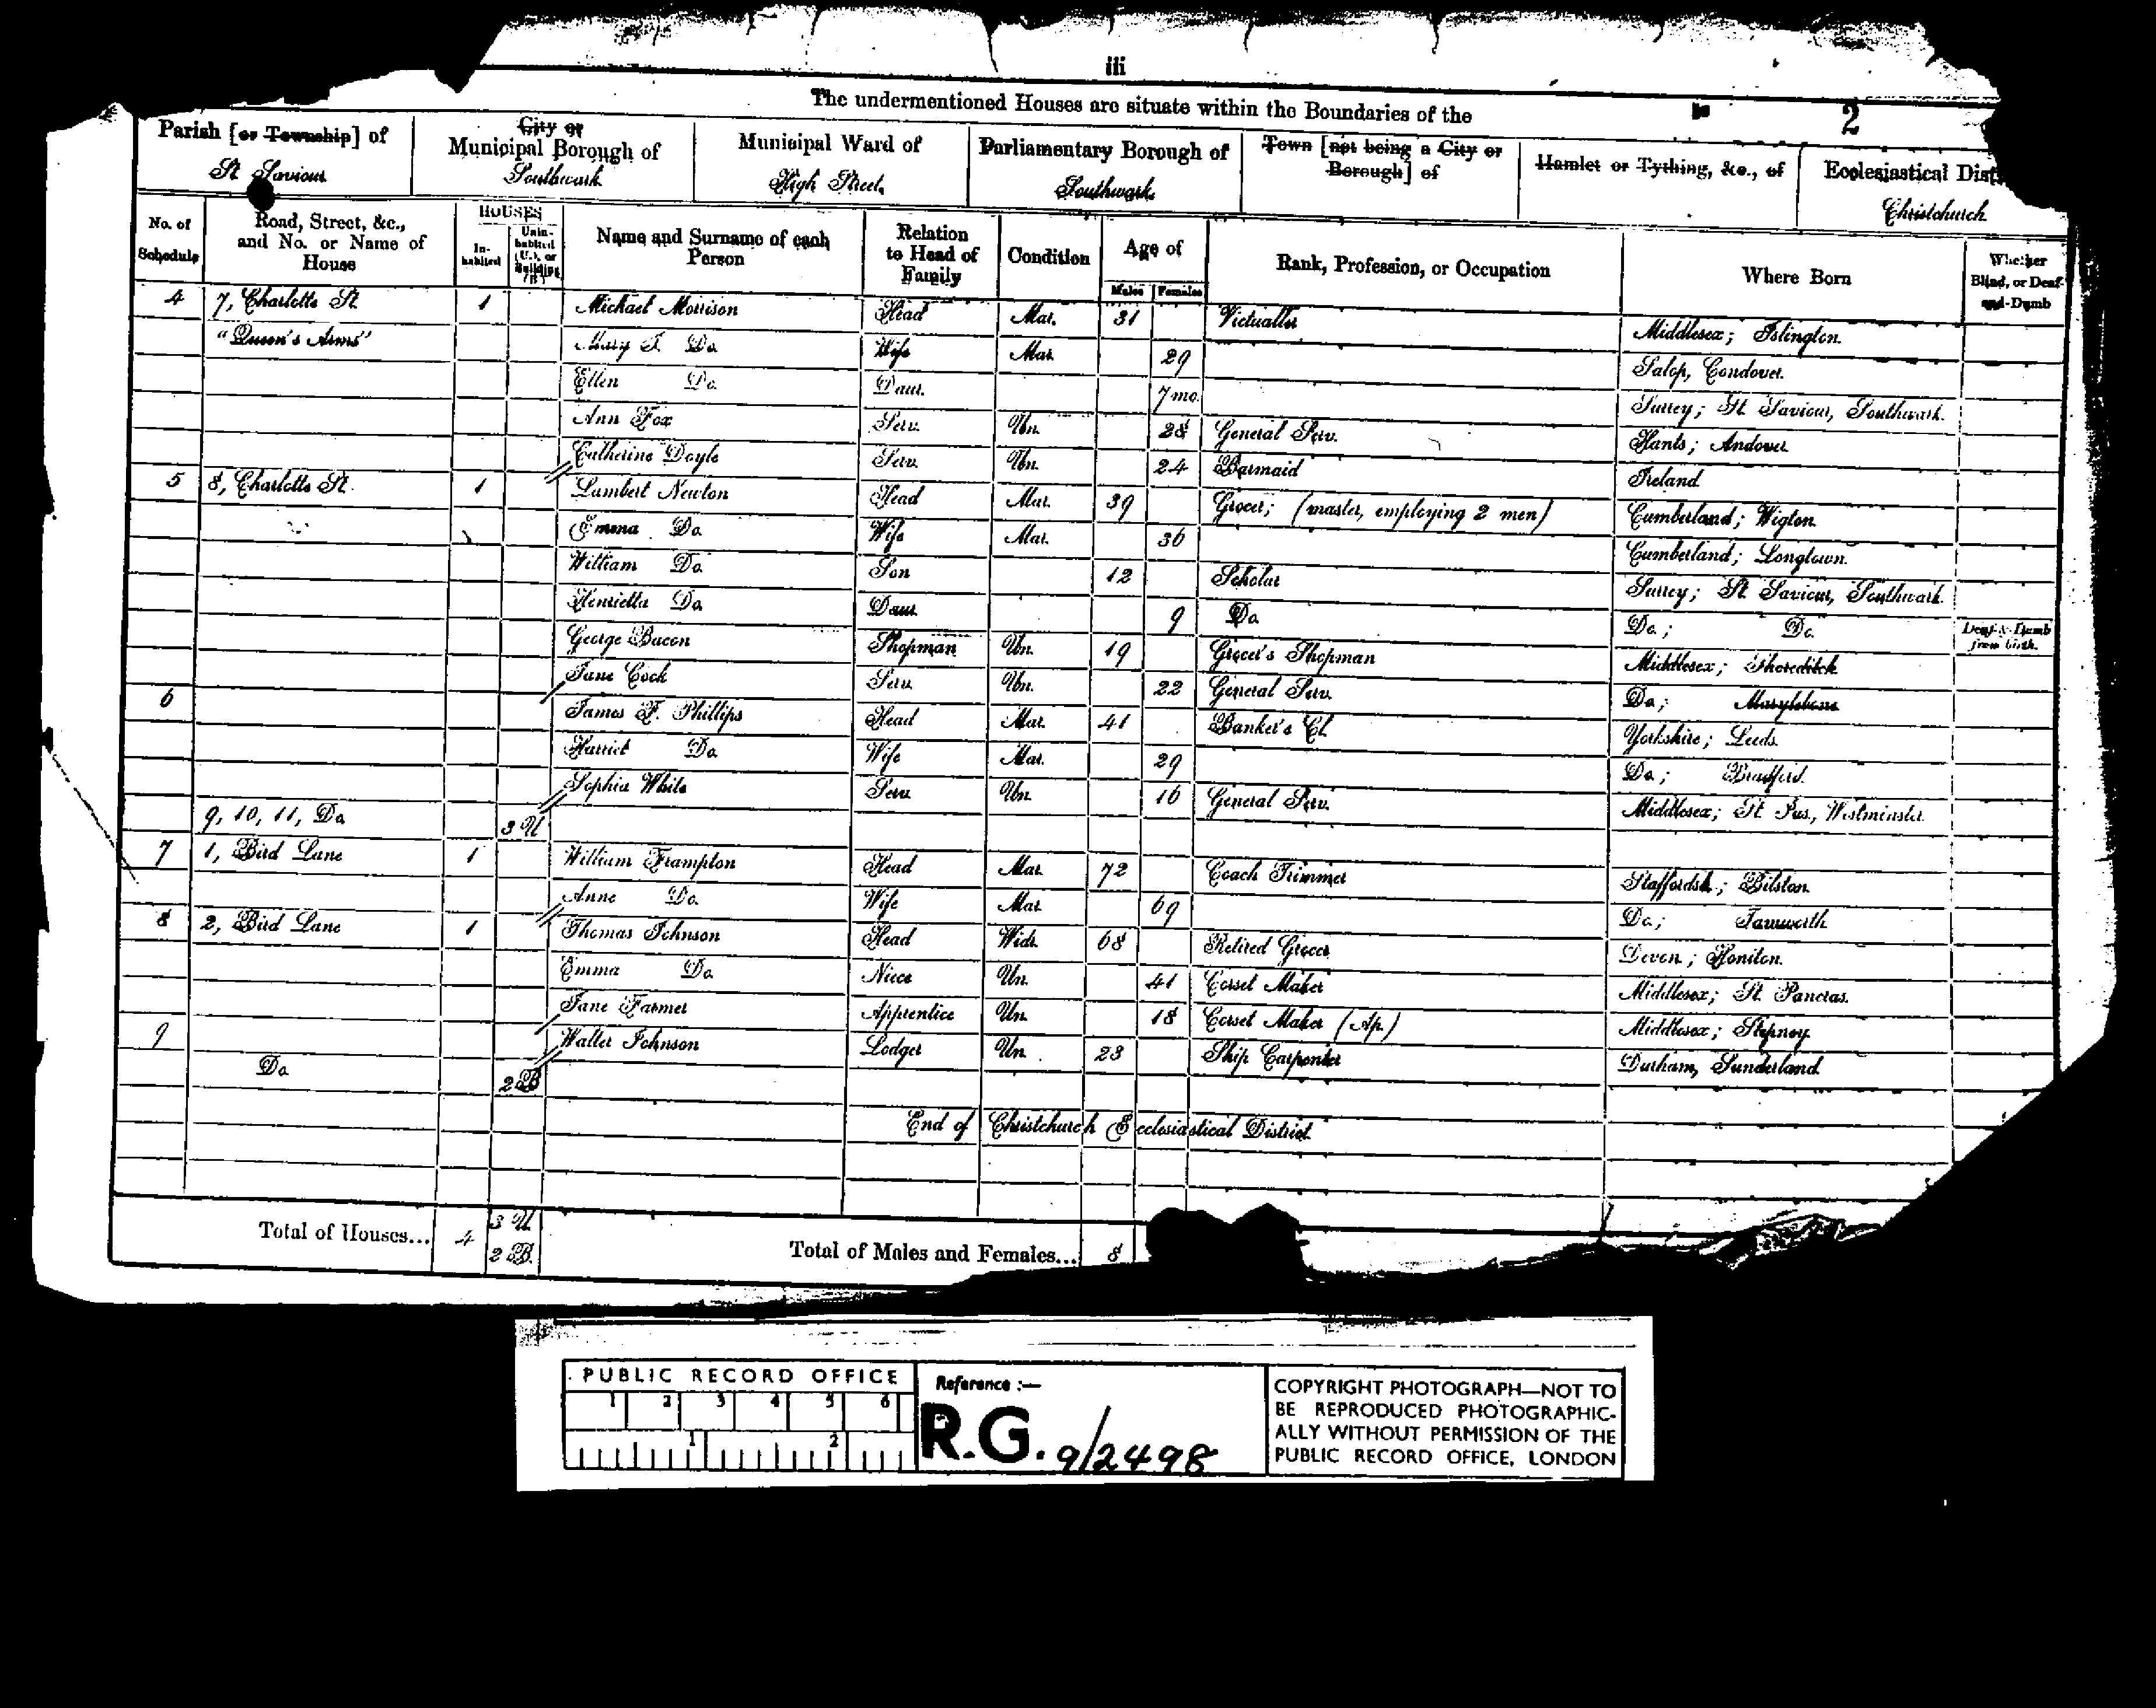 iii
The undermentioned Houses are situate within the Boundaries of the
2
Parish [or Township] of St Saviour
City or Municipal Borough of Southwark
Municipal Ward of High Street
Parliamentary Borough of Southwark
Town [not being a City or Borough] of
Hamlet or Tything, &c., of
Ecclesiastical Dist Christchurch
No. of Schedule
Road, Street, &c., and No. or Name of House
HOUSES
In-habited
Unin-habited (U.), or Building (B.)
Name and Surname of each Person
Relation to Head of Family
Condition
Age of
Males Females
Rank, Profession, or Occupation
Where Born
Whether Blind, or Deaf-and-Dumb
4 7, Charlotte St. 1 Michael Morrison Head Mar. 31 Victualler Middlesex; Islington.
"Queen's Arms" Mary J. Do. Wife Mar. 29 Salop, Condover.
Ellen Do. Daur. 7 mo. Surrey; St. Saviour, Southwark.
Ann Fox Serv. Un. 28 General Serv. Hants; Andover
Catherine Doyle Serv. Un. 24 Barmaid Ireland
5 8, Charlotte St. 1 Lambert Newton Head Mar. 39 Grocer; (master, employing 2 men) Cumberland; Wigton.
Emma Do. Wife Mar. 36 Cumberland; Longtown.
William Do. Son 12 Scholar Surrey; St. Saviour, Southwark.
Henrietta Do. Daur. 9 Do. Do.; Do. Deaf-&-Dumb from birth.
George Bacon Shopman Un. 19 Grocer's Shopman Middlesex; Shoreditch
Jane Cock Serv. Un. 22 General Serv. Do; Marylebone
6 James F. Phillips Head Mar. 41 Banker's Cl. Yorkshire; Leeds.
Harriet Do. Wife Mar. 29 Do; Bradford.
Sophia White Serv. Un. 16 General Serv. Middlesex; St. Jas., Westminster.
9, 10, 11, Do. 3 U
7 1, Bird Lane 1 William Frampton Head Mar. 72 Coach Trimmer Staffordsh.; Bilston.
Anne Do. Wife Mar. 69 Do; Tamworth
8 2, Bird Lane 1 Thomas Johnson Head Widr. 68 Retired Grocer Devon; Honiton.
Emma Do. Niece Un. 41 Corset Maker Middlesex; St. Pancras.
Jane Farmer Apprentice Un. 18 Corset Maker (Ap.) Middlesex; Stepney.
9 Walter Johnson Lodger Un. 23 Ship Carpenter Durham, Sunderland.
Do. 2 B
End of Christchurch Ecclesiastical District.
Total of Houses... 4 3 U 2 B.
Total of Males and Females... 8
PUBLIC RECORD OFFICE
1 2 3 4 5 6
1 2
Reference :—
R.G. 9/2498
COPYRIGHT PHOTOGRAPH—NOT TO
BE REPRODUCED PHOTOGRAPHIC-
ALLY WITHOUT PERMISSION OF THE
PUBLIC RECORD OFFICE, LONDON